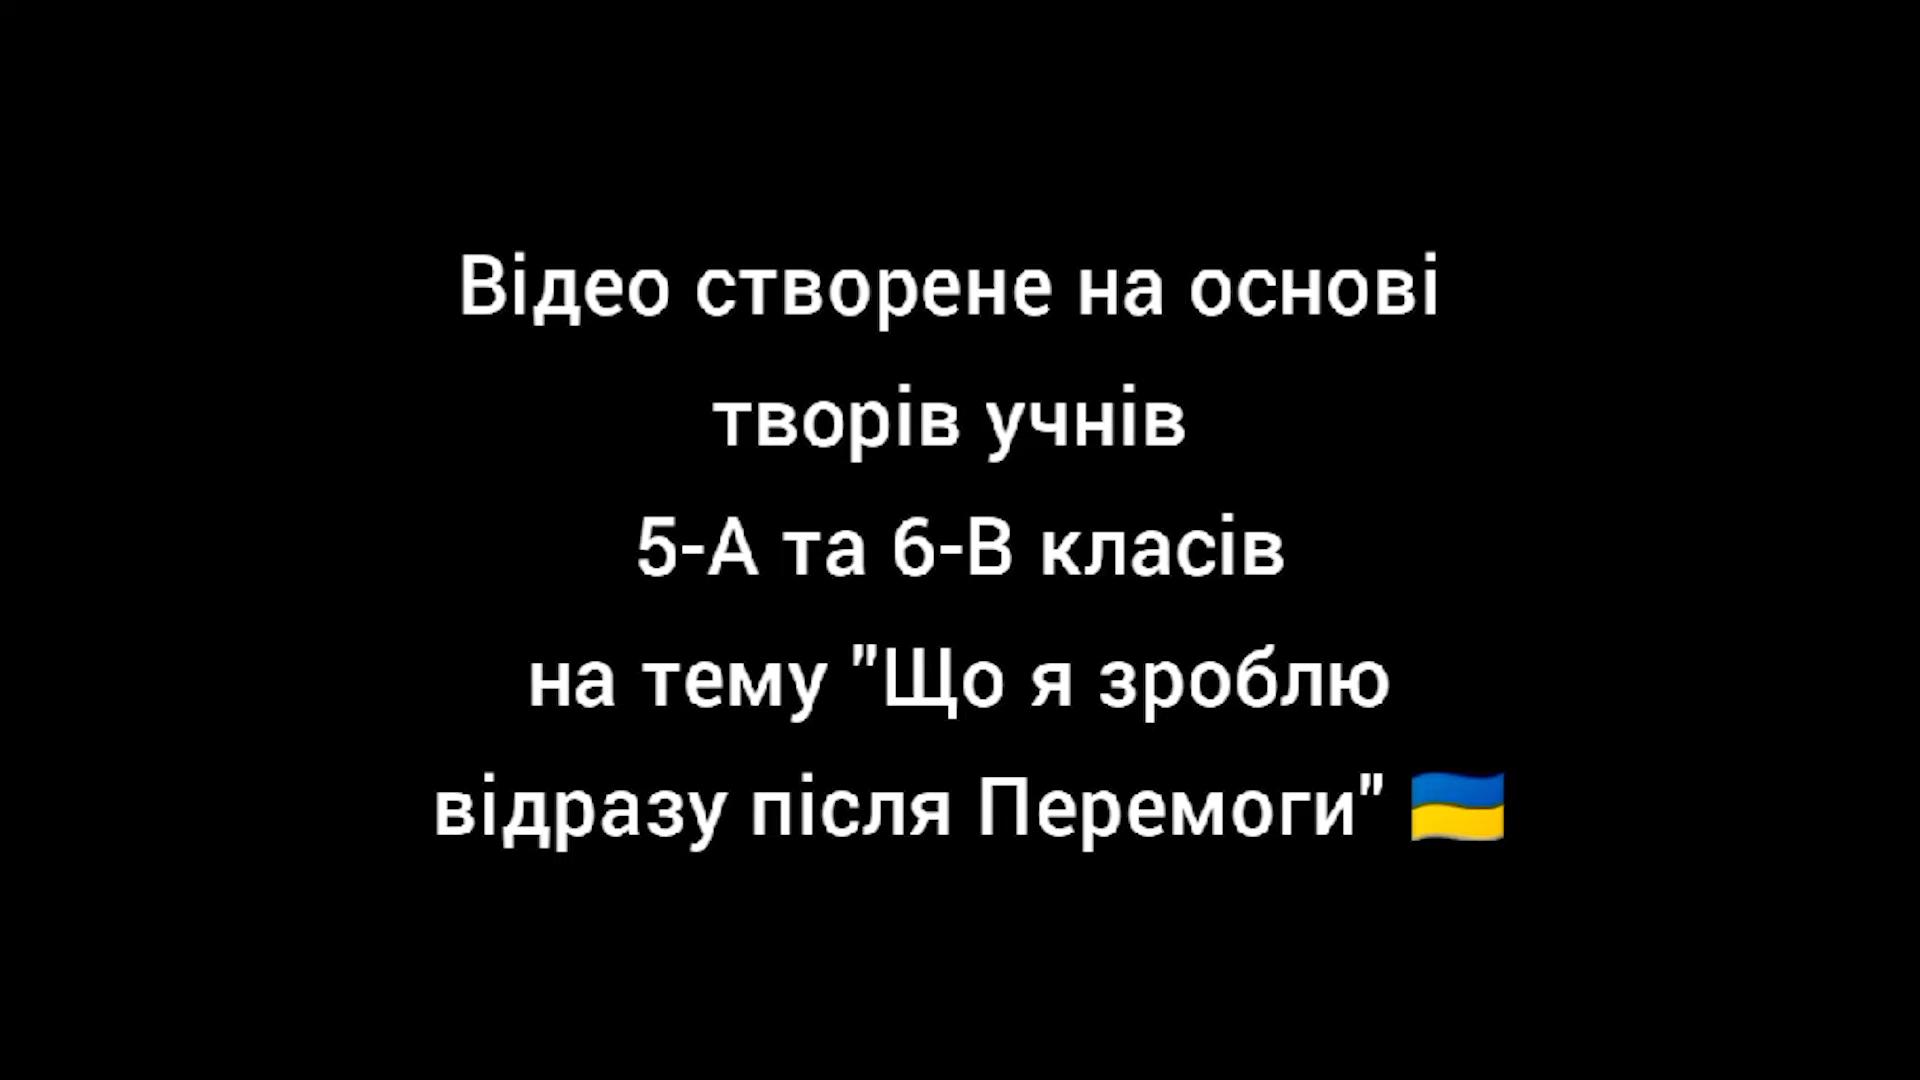 Відео створене на основі
творів учнів
5-А та 6-В класів
на тему "Що я зроблю
відразу після Перемоги" 🇺🇦